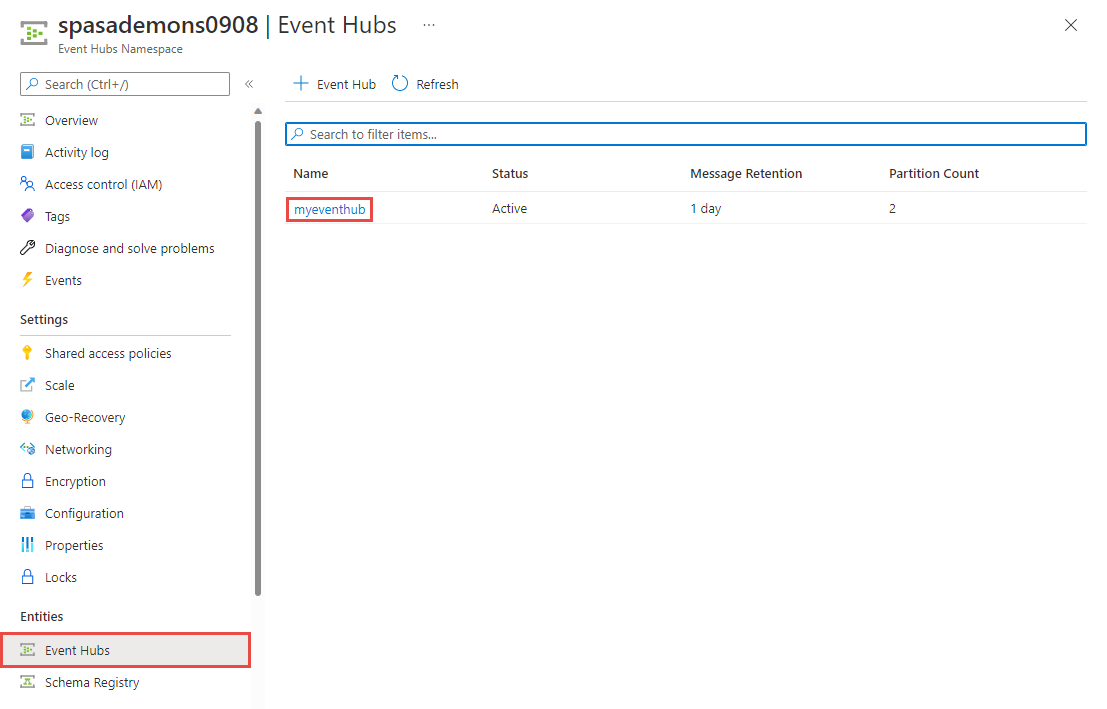 spasademons0908 | Event Hubs ...
Event Hubs Namespace
Search (Ctrl+/)
«
Overview
Activity log
Access control (IAM)
Tags
Diagnose and solve problems
Events
Settings
Shared access policies
Scale
Geo-Recovery
Networking
Encryption
Configuration
Properties
Locks
Entities
Event Hubs
Schema Registry
Event Hub Refresh
Search to filter items...
Name Status Message Retention Partition Count
myeventhub Active 1 day 2